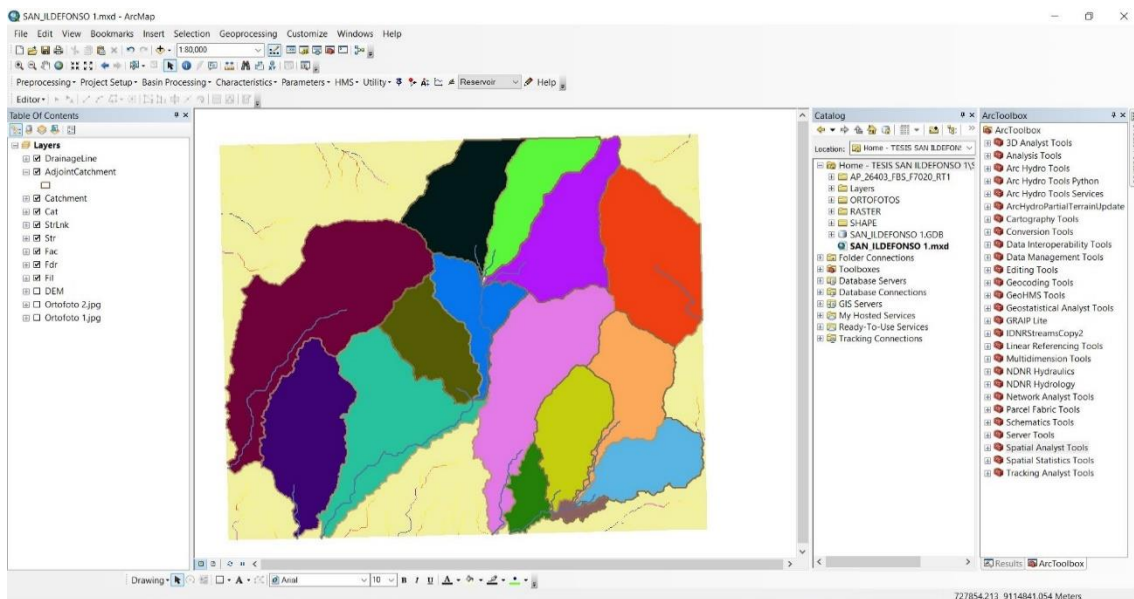 SAN_ILDEFONSO 1.mxd - ArcMap
File Edit View Bookmarks Insert Selection Geoprocessing Customize Windows Help
1:80,000
Preprocessing Project Setup Basin Processing Characteristics Parameters HMS Utility Reservoir Help
Editor
Table Of Contents
Layers
DrainageLine
AdjointCatchment
Catchment
Cat
StrLnk
Str
Fac
Fdr
Fil
DEM
Ortofoto 2.jpg
Ortofoto 1.jpg
Catalog
Location: Home - TESIS SAN ILDEFON
Home - TESIS SAN ILDEFONSO 1\S
AP_26403_FBS_F7020_RT1
Layers
ORTOFOTOS
RASTER
SHAPE
SAN_ILDEFONSO 1.GDB
SAN_ILDEFONSO 1.mxd
Folder Connections
Toolboxes
Database Servers
Database Connections
GIS Servers
My Hosted Services
Ready-To-Use Services
Tracking Connections
ArcToolbox
ArcToolbox
3D Analyst Tools
Analysis Tools
Arc Hydro Tools
Arc Hydro Tools Python
Arc Hydro Tools Services
ArcHydroPartialTerrainUpdate
Cartography Tools
Conversion Tools
Data Interoperability Tools
Data Management Tools
Editing Tools
Geocoding Tools
GeoHMS Tools
Geostatistical Analyst Tools
GRAIP Lite
IDNRStreamsCopy2
Linear Referencing Tools
Multidimension Tools
NDNR Hydraulics
NDNR Hydrology
Network Analyst Tools
Parcel Fabric Tools
Schematics Tools
Server Tools
Spatial Analyst Tools
Spatial Statistics Tools
Tracking Analyst Tools
Results ArcToolbox
Drawing A Arial 10 B I U A
727854.213 9114841.054 Meters